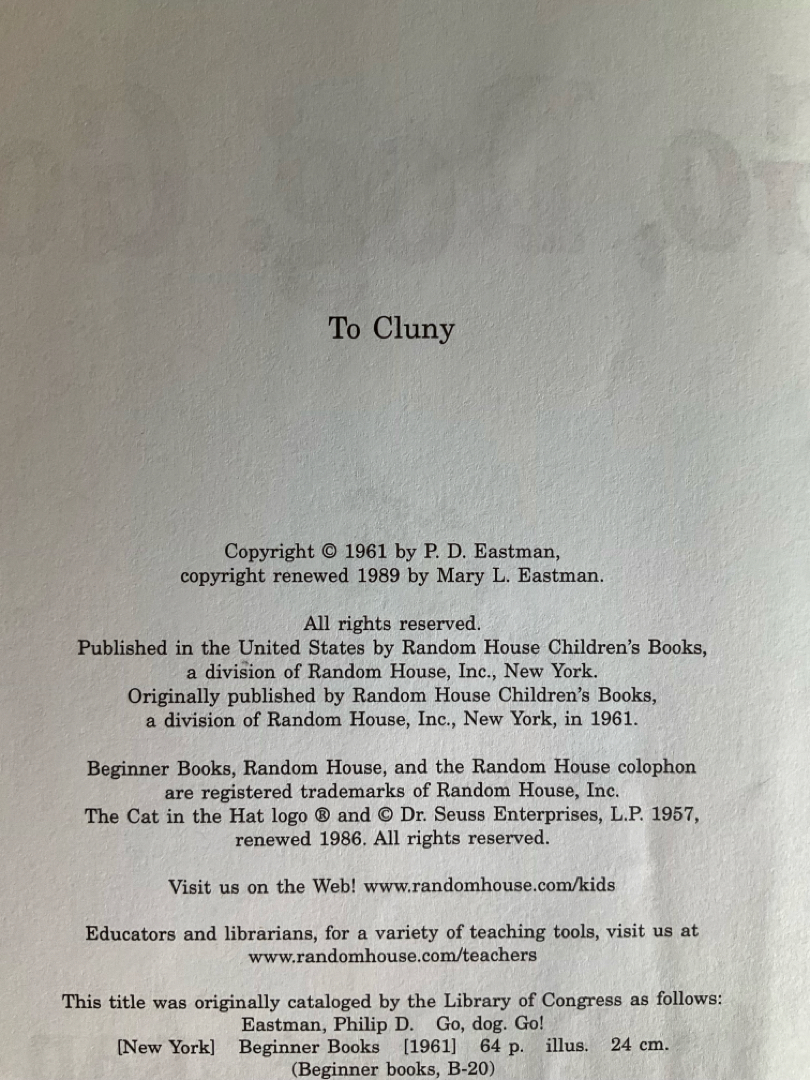 To Cluny
Copyright © 1961 by P. D. Eastman,
copyright renewed 1989 by Mary L. Eastman.
All rights reserved.
Published in the United States by Random House Children's Books,
a division of Random House, Inc., New York.
Originally published by Random House Children's Books,
a division of Random House, Inc., New York, in 1961.
Beginner Books, Random House, and the Random House colophon
are registered trademarks of Random House, Inc.
The Cat in the Hat logo ® and © Dr. Seuss Enterprises, L.P. 1957,
renewed 1986. All rights reserved.
Visit us on the Web! www.randomhouse.com/kids
Educators and librarians, for a variety of teaching tools, visit us at
www.randomhouse.com/teachers
This title was originally cataloged by the Library of Congress as follows:
Eastman, Philip D. Go, dog. Go!
[New York] Beginner Books [1961] 64 p. illus. 24 cm.
(Beginner books, B-20)